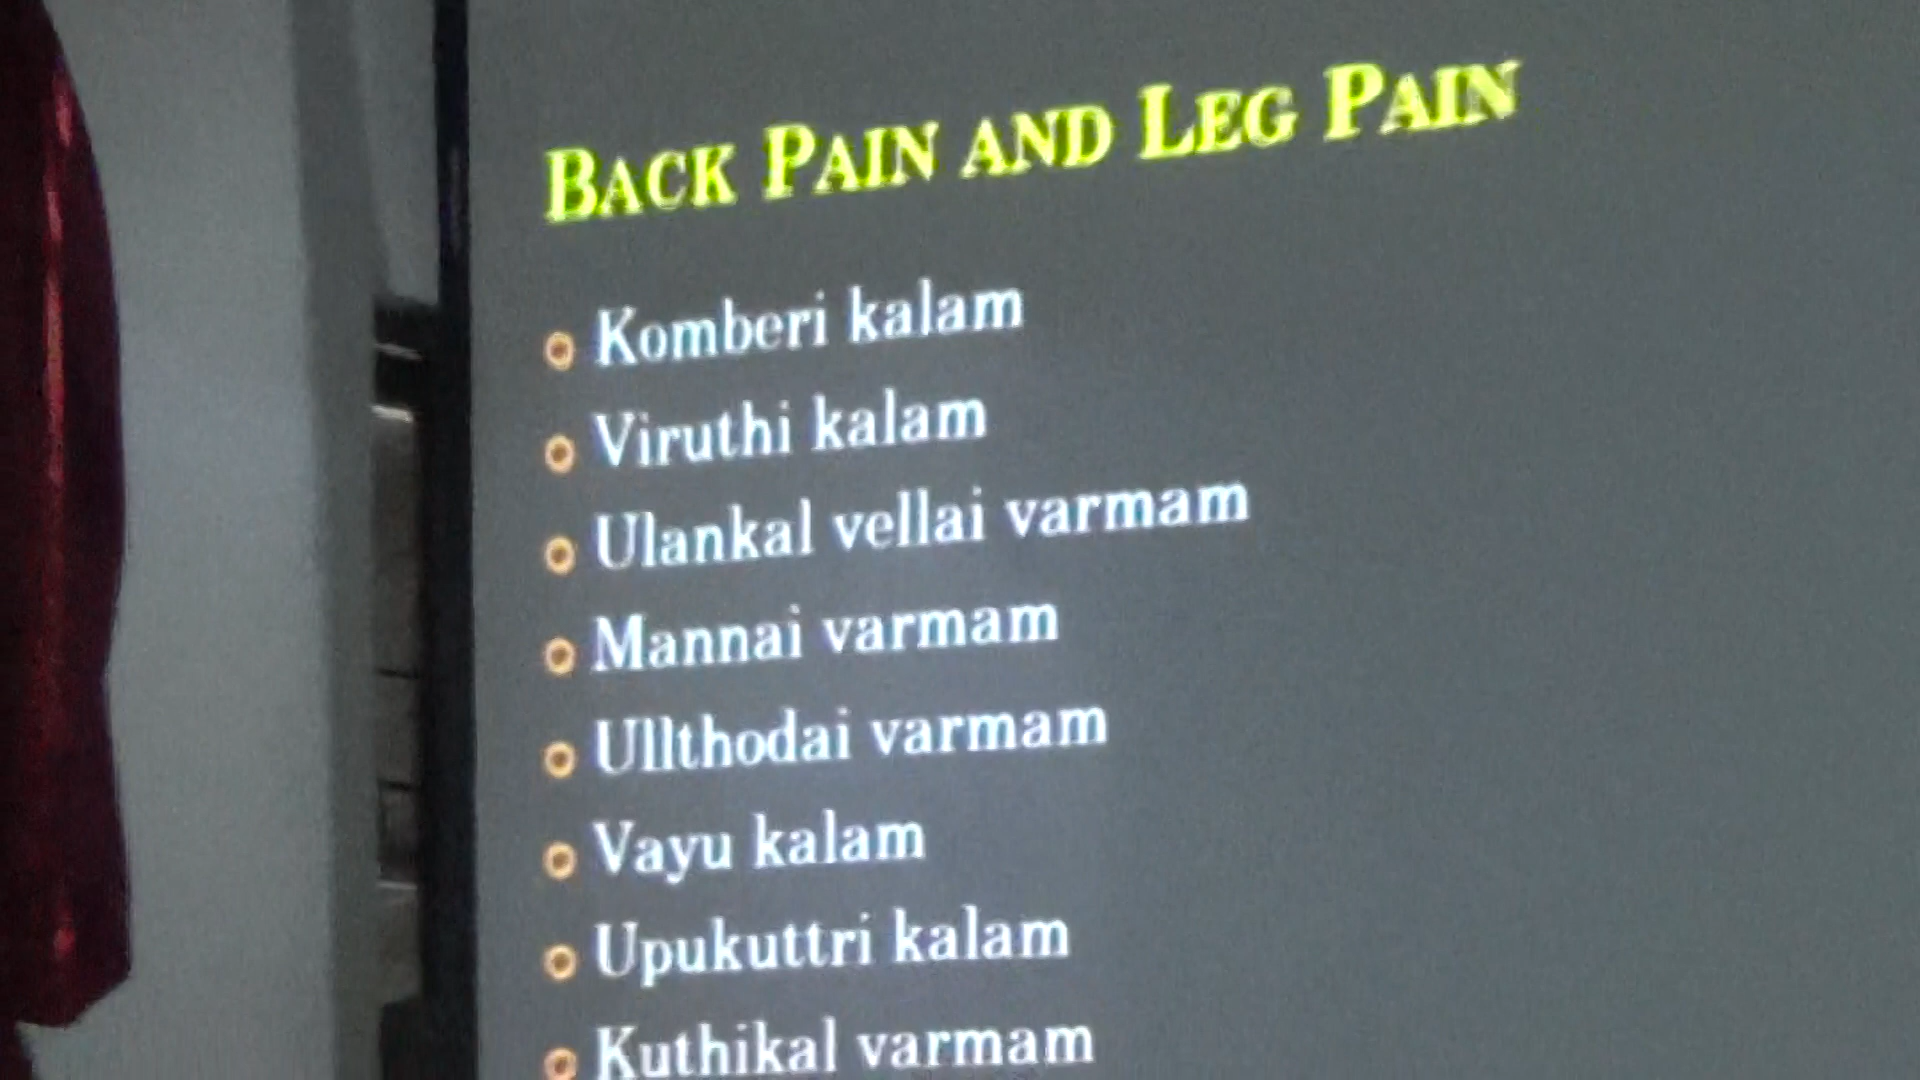 BACK PAIN AND LEG PAIN
Komberi kalam
Viruthi kalam
Ulankal vellai varmam
Mannai varmam
Ullthodai varmam
Vayu kalam
Upukuttri kalam
Kuthikal varmam